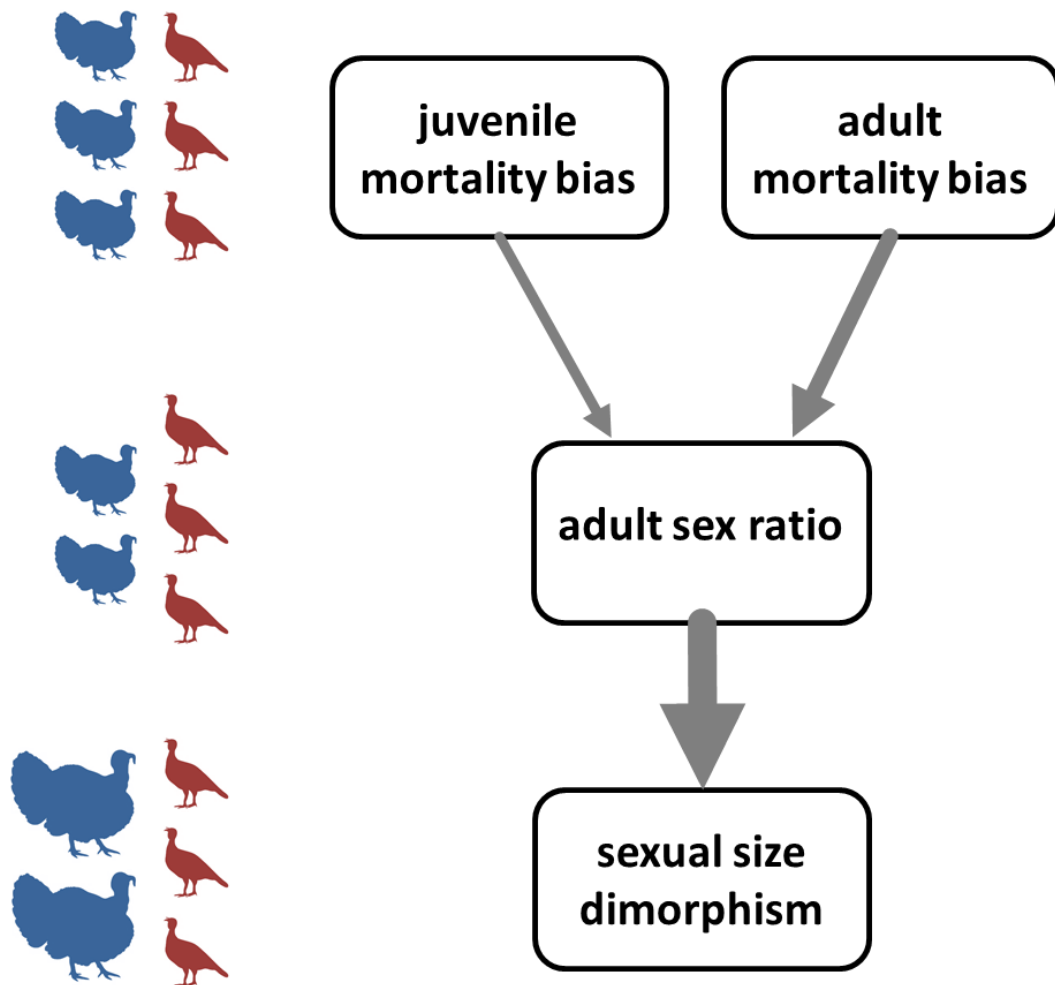 juvenile
mortality bias
adult
mortality bias
adult sex ratio
sexual size
dimorphism